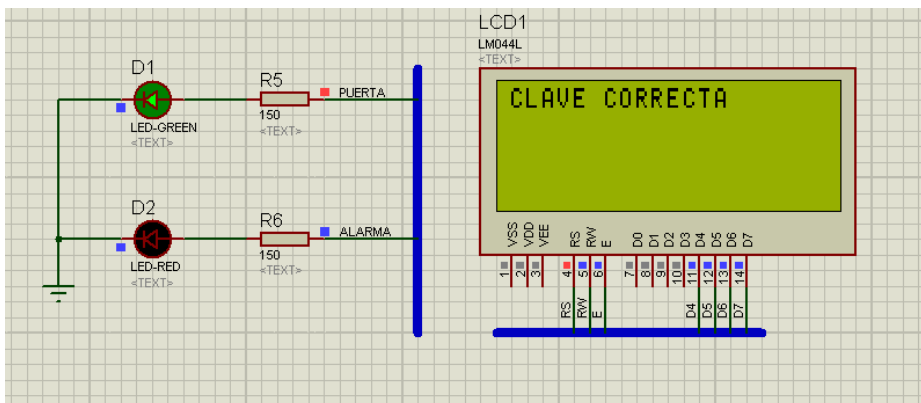 LCD1
LM044L
<TEXT>
CLAVE CORRECTA
D1
LED-GREEN
<TEXT>
R5
150
<TEXT>
PUERTA
D2
LED-RED
<TEXT>
R6
150
<TEXT>
ALARMA
VSS
VDD
VEE
RS
RW
E
D0
D1
D2
D3
D4
D5
D6
D7
1
2
3
4
5
6
7
8
9
10
11
12
13
14
RS
RW
E
D4
D5
D6
D7